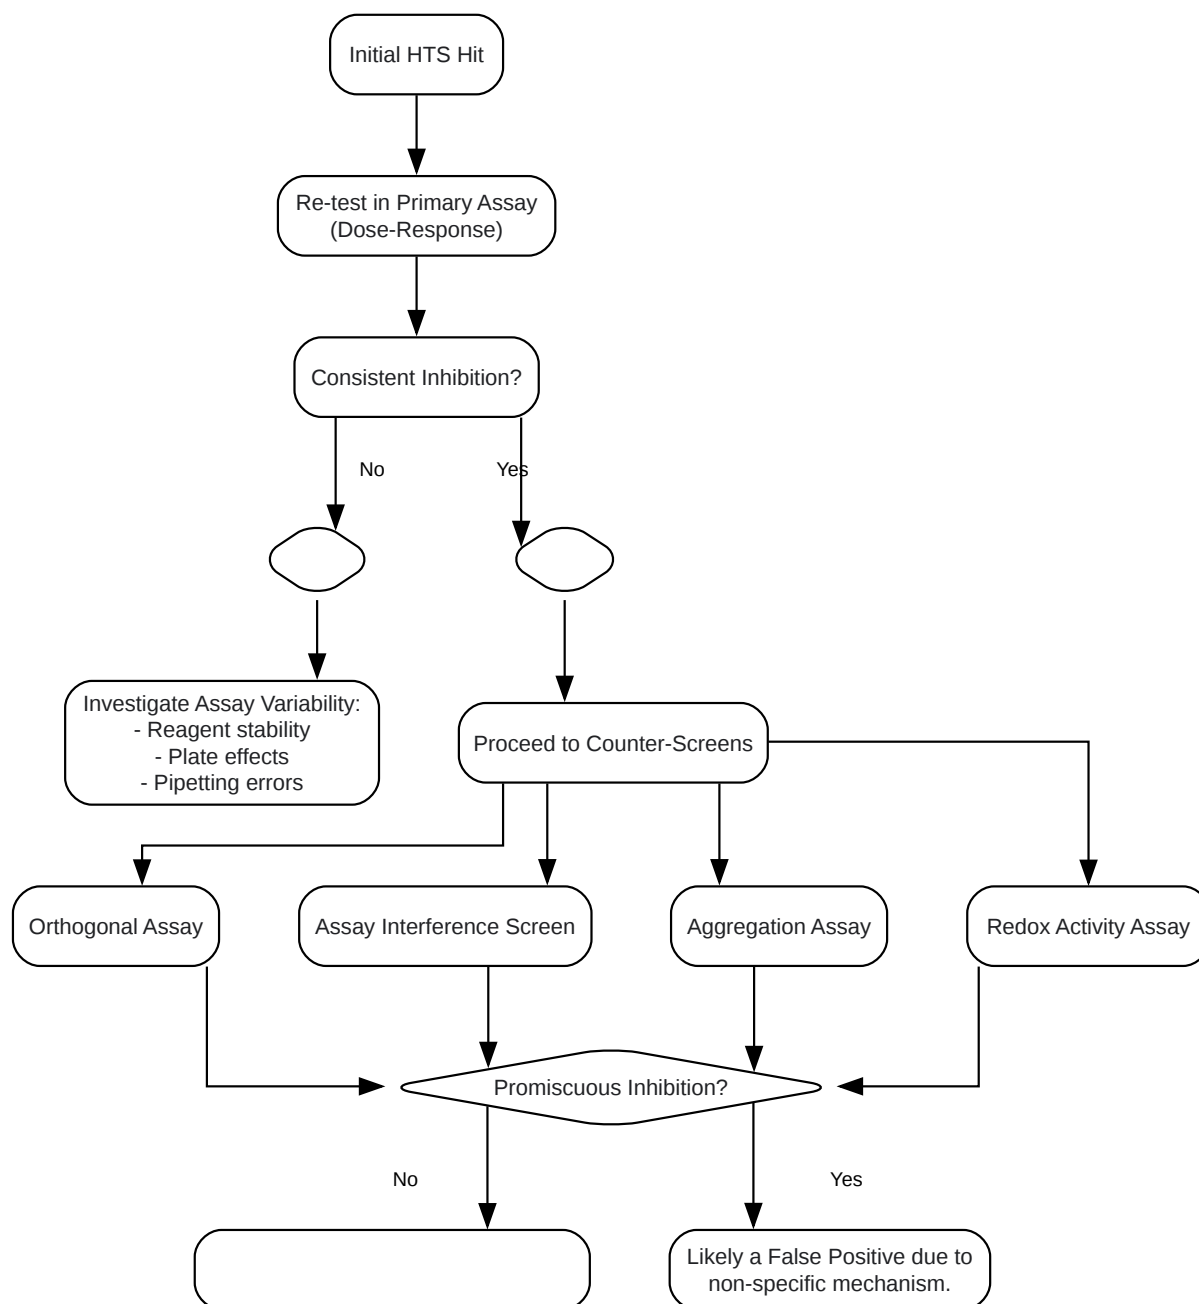 Initial HTS Hit
Re-test in Primary Assay
(Dose-Response)
Consistent Inhibition?
No
Yes
Investigate Assay Variability:
- Reagent stability
- Plate effects
- Pipetting errors
Proceed to Counter-Screens
Orthogonal Assay
Assay Interference Screen
Aggregation Assay
Redox Activity Assay
Promiscuous Inhibition?
No
Yes
Likely a False Positive due to
non-specific mechanism.